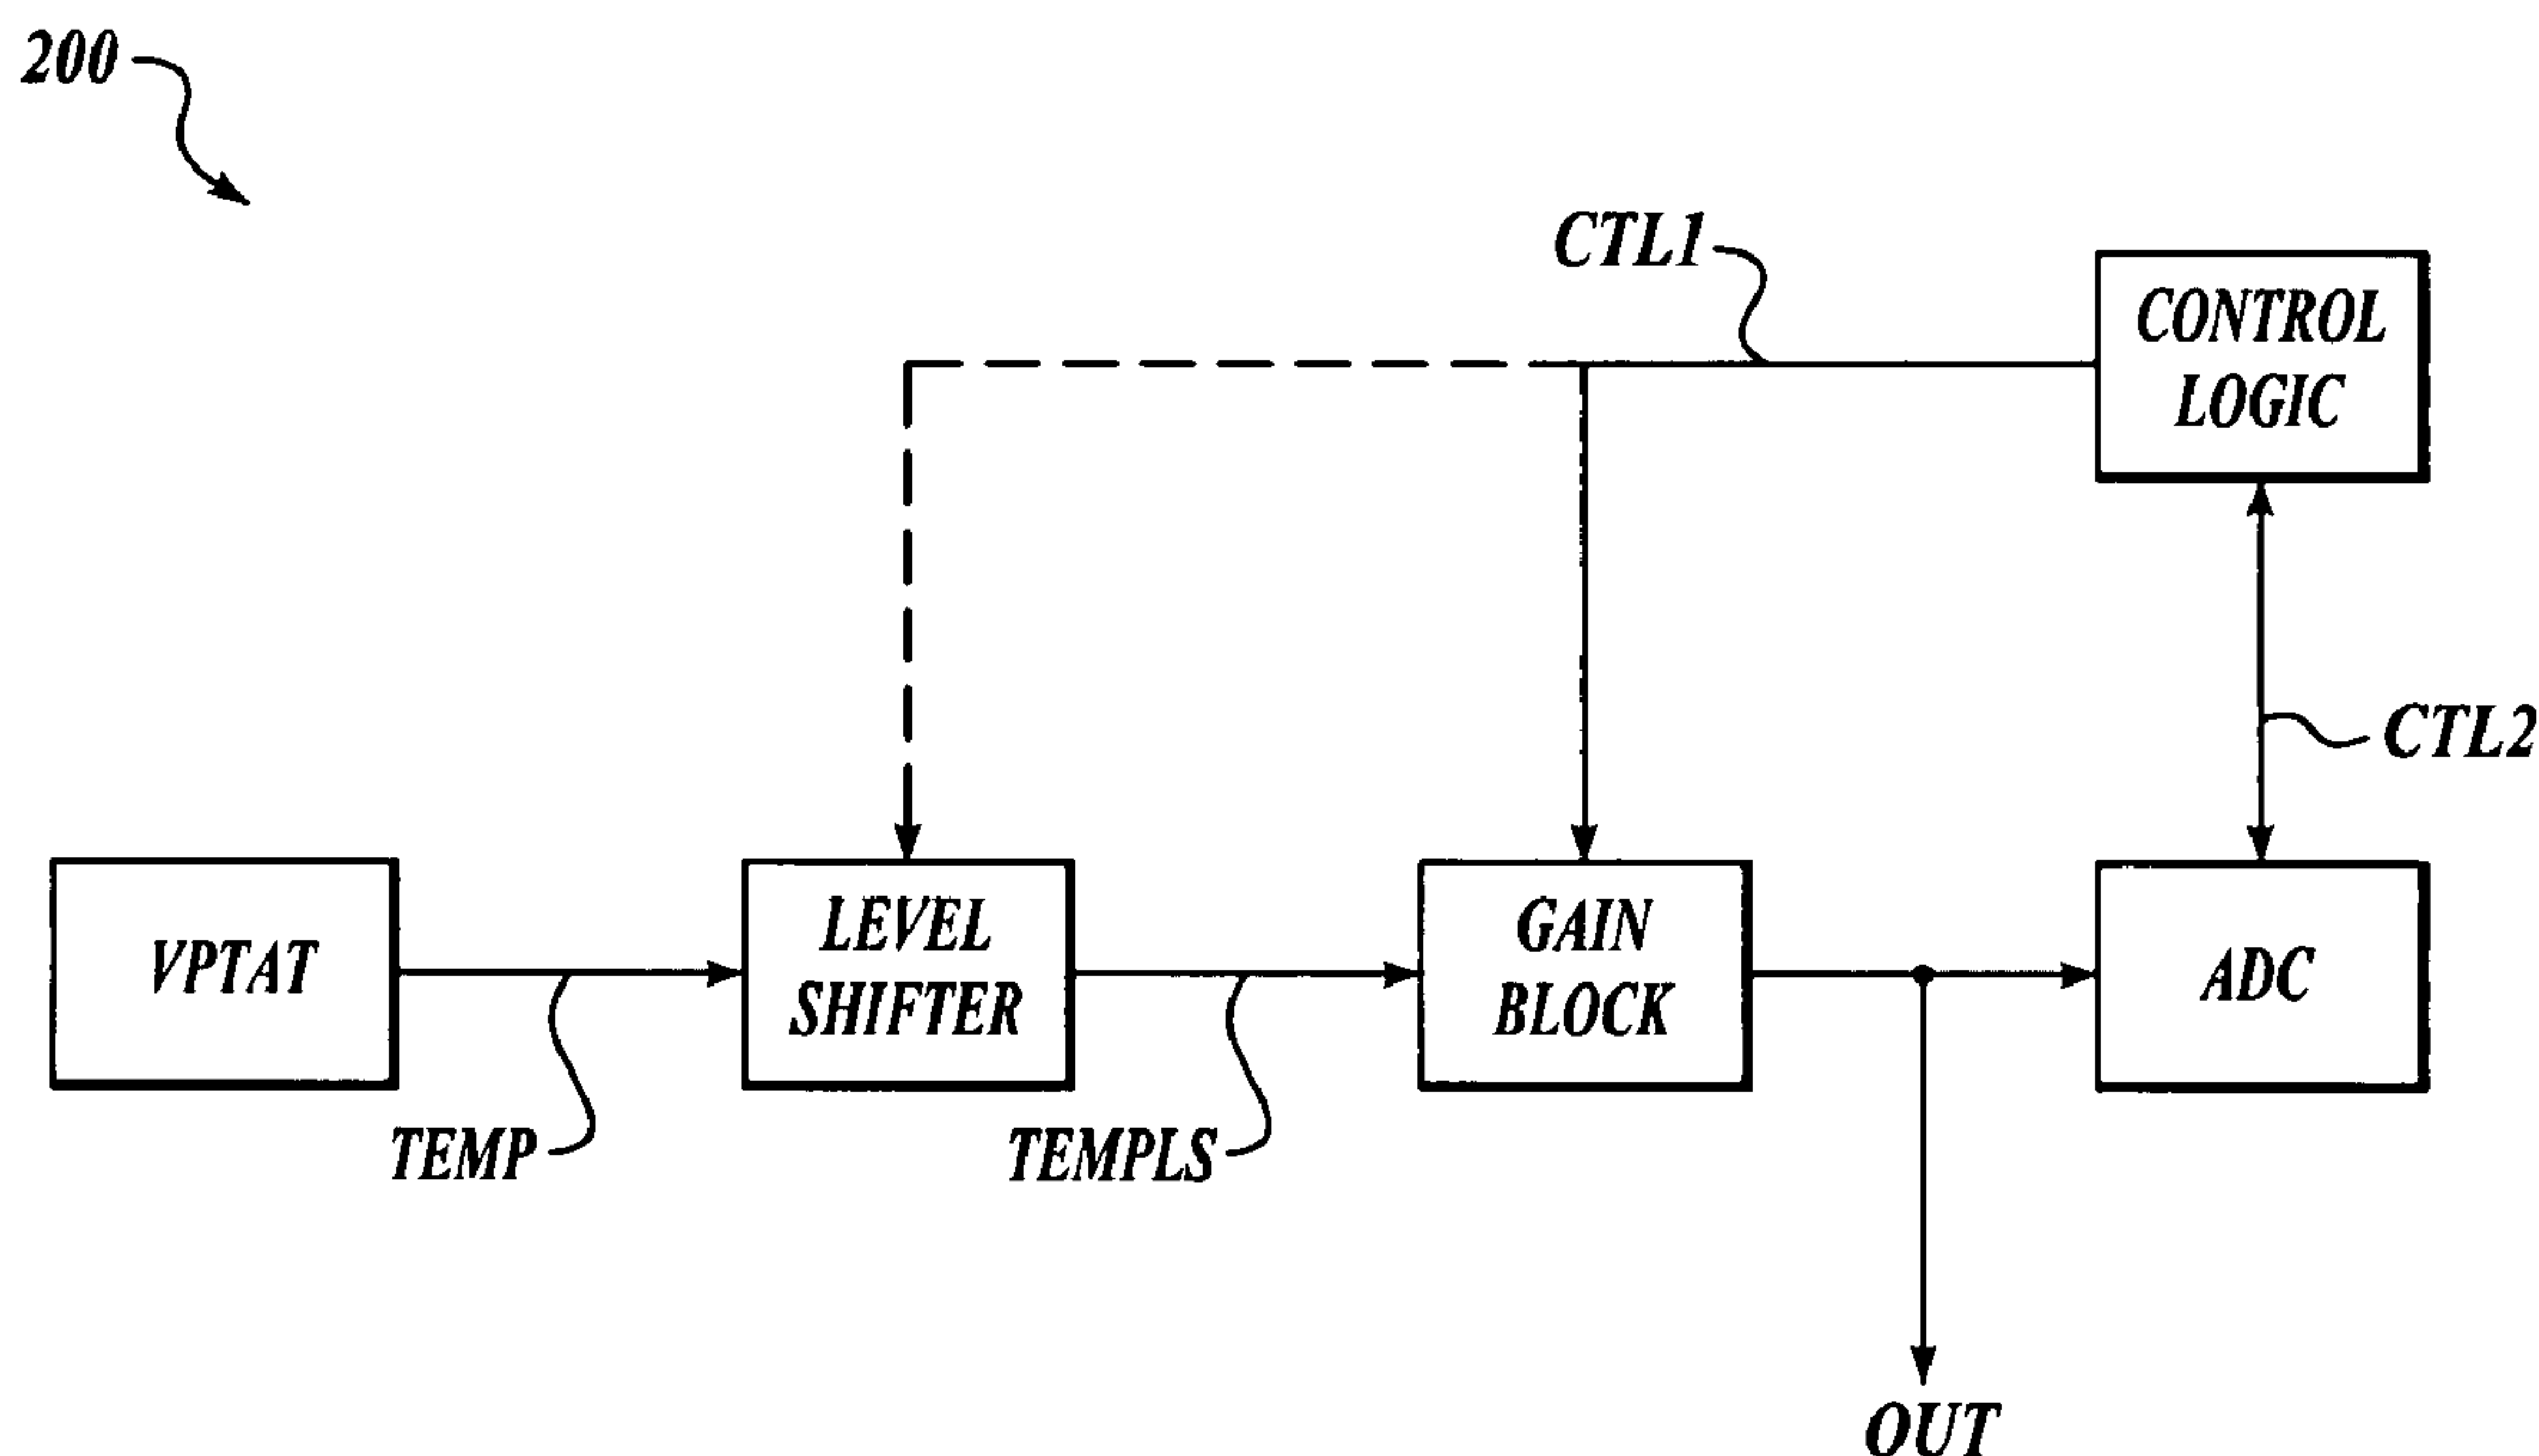 200
CTL1
CONTROL
LOGIC
CTL2
VPTAT
LEVEL
SHIFTER
GAIN
BLOCK
ADC
TEMP
TEMPLS
OUT